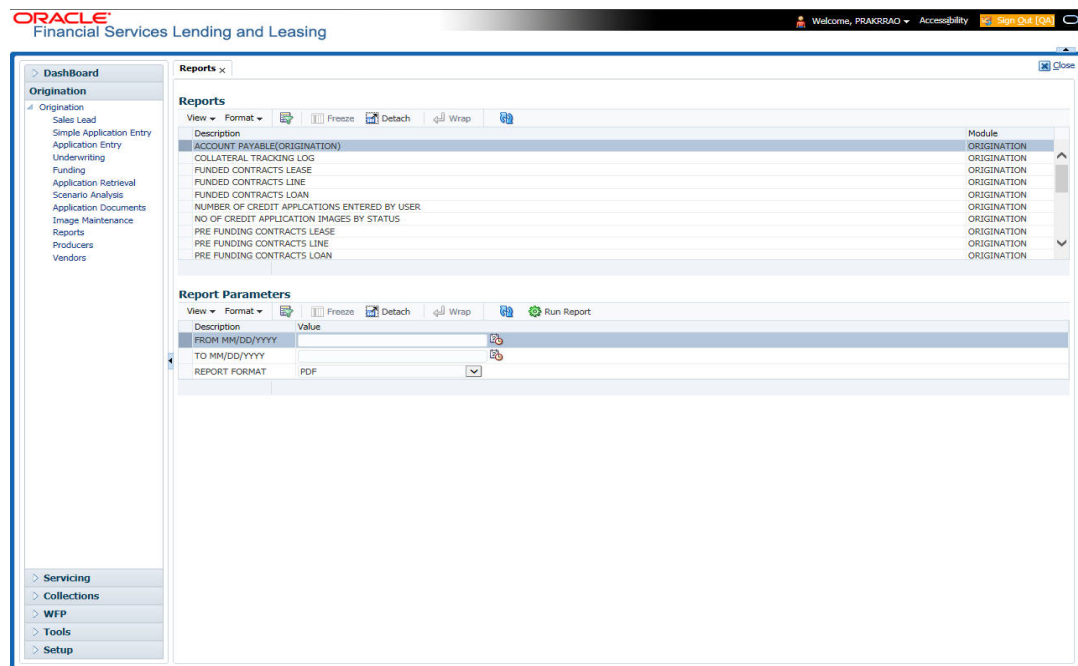 ORACLE
Financial Services Lending and Leasing
Welcome, PRAKRRAO Accessibility Sign Out [QA]
DashBoard
Origination
Origination
Sales Lead
Simple Application Entry
Application Entry
Underwriting
Funding
Application Retrieval
Scenario Analysis
Application Documents
Image Maintenance
Reports
Producers
Vendors
Servicing
Collections
WFP
Tools
Setup
Reports x
Close
Reports
View Format Freeze Detach Wrap
Description Module
ACCOUNT PAYABLE(ORIGINATION) ORIGINATION
COLLATERAL TRACKING LOG ORIGINATION
FUNDED CONTRACTS LEASE ORIGINATION
FUNDED CONTRACTS LINE ORIGINATION
FUNDED CONTRACTS LOAN ORIGINATION
NUMBER OF CREDIT APPLCATIONS ENTERED BY USER ORIGINATION
NO OF CREDIT APPLICATION IMAGES BY STATUS ORIGINATION
PRE FUNDING CONTRACTS LEASE ORIGINATION
PRE FUNDING CONTRACTS LINE ORIGINATION
PRE FUNDING CONTRACTS LOAN ORIGINATION
Report Parameters
View Format Freeze Detach Wrap Run Report
Description Value
FROM MM/DD/YYYY
TO MM/DD/YYYY
REPORT FORMAT PDF